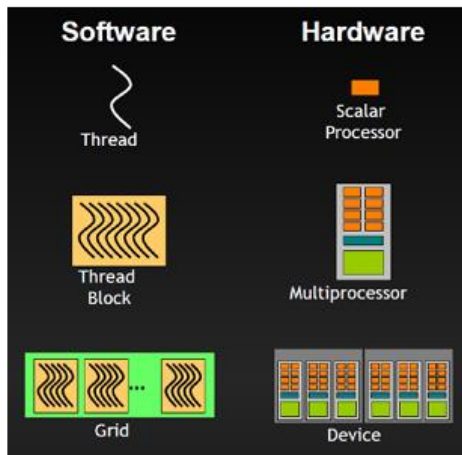 Software
Hardware
Thread
Scalar
Processor
Thread
Block
Multiprocessor
...
Grid
Device